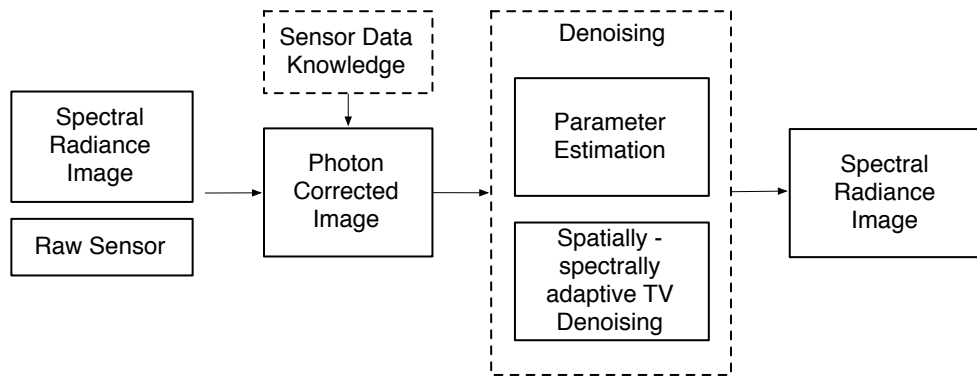 Spectral
Radiance
Image
Raw Sensor
Sensor Data
Knowledge
Photon
Corrected
Image
Denoising
Parameter
Estimation
Spatially -
spectrally
adaptive TV
Denoising
Spectral
Radiance
Image